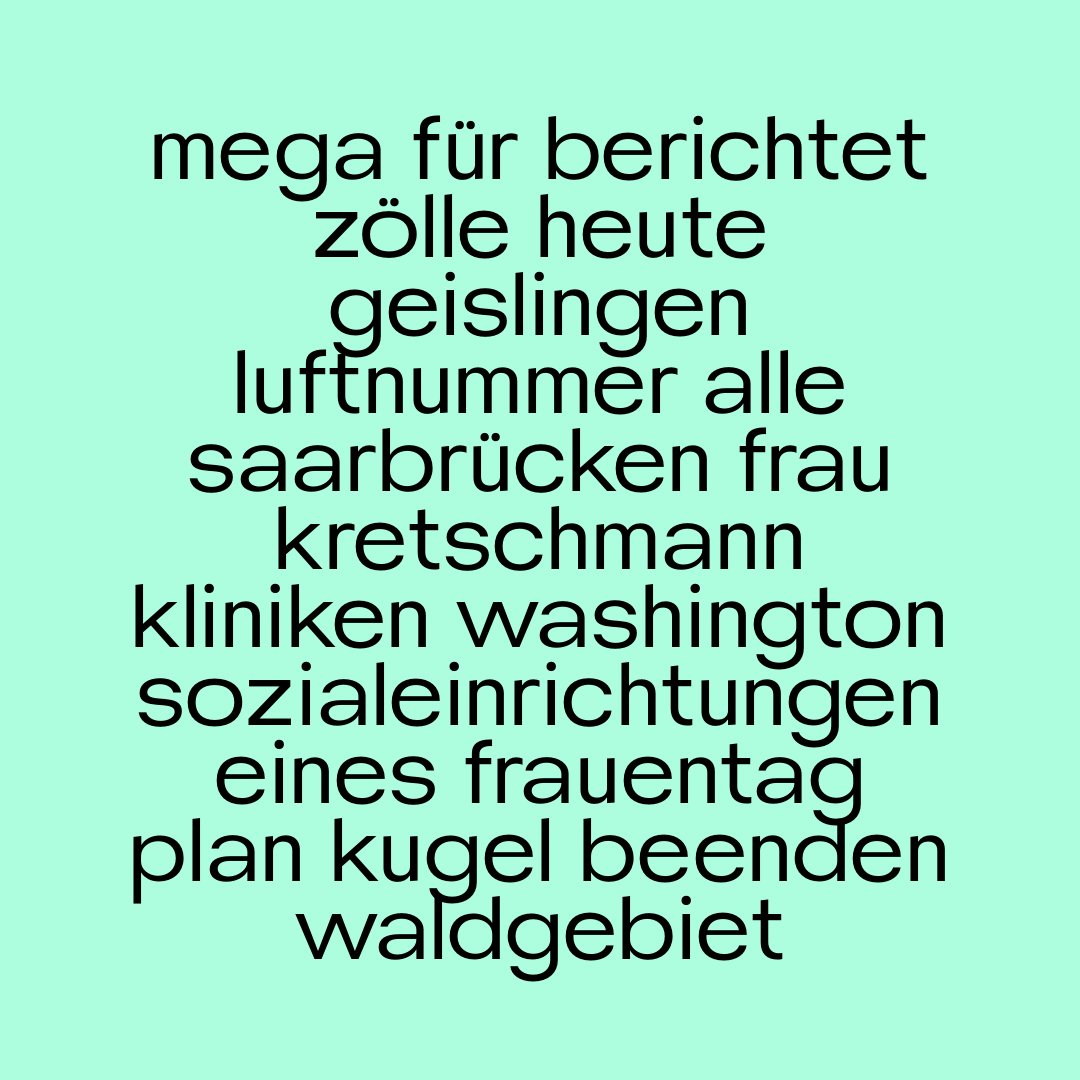 mega für berichtet
zölle heute
geislingen
luftnummer alle
saarbrücken frau
kretschmann
kliniken washington
sozialeinrichtungen
eines frauentag
plan kugel beenden
waldgebiet